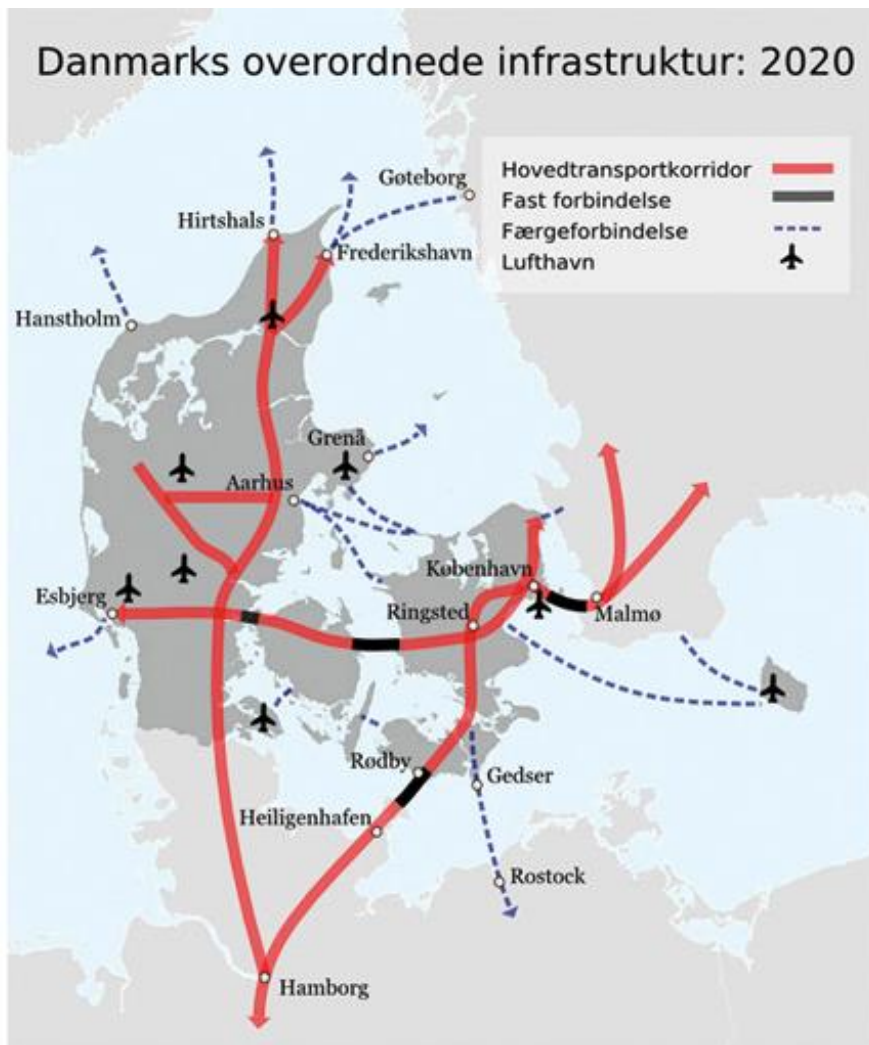 Danmarks overordnede infrastruktur: 2020
Hovedtransportkorridor
Fast forbindelse
Færgeforbindelse
Lufthavn
Gøteborg
Hirtshals
Frederikshavn
Hanstholm
Grenå
Aarhus
København
Esbjerg
Ringsted
Malmø
Rødby
Gedser
Heiligenhafen
Rostock
Hamborg